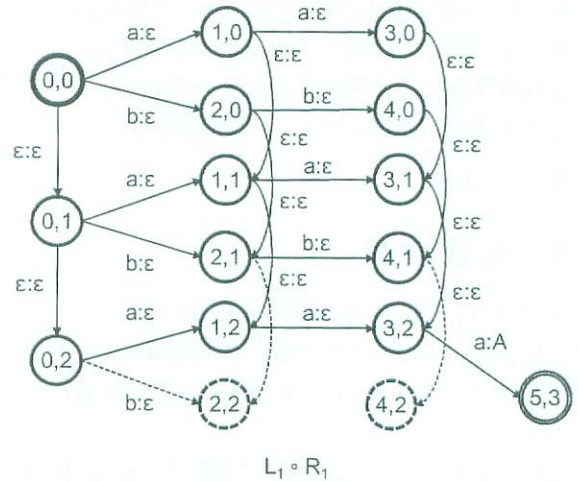 a:ε
1,0
a:ε
3,0
0,0
ε:ε
ε:ε
b:ε
2,0
b:ε
4,0
ε:ε
ε:ε
ε:ε
a:ε
1,1
a:ε
3,1
0,1
ε:ε
ε:ε
b:ε
2,1
b:ε
4,1
ε:ε
ε:ε
ε:ε
a:ε
1,2
a:ε
3,2
a:A
0,2
b:ε
2,2
4,2
5,3
L₁ ∘ R₁